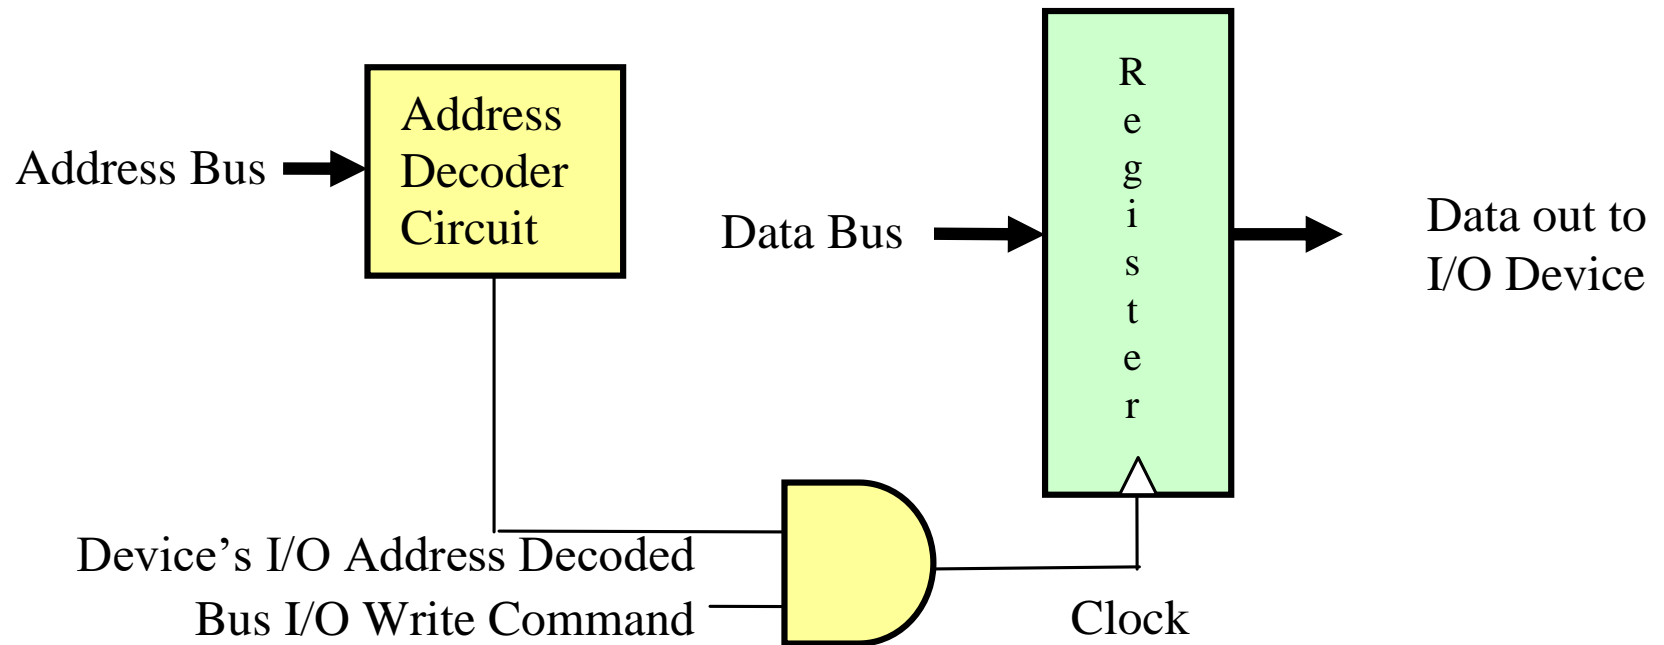 Address Bus
Address
Decoder
Circuit
Data Bus
R
e
g
i
s
t
e
r
Data out to
I/O Device
Device's I/O Address Decoded
Bus I/O Write Command
Clock